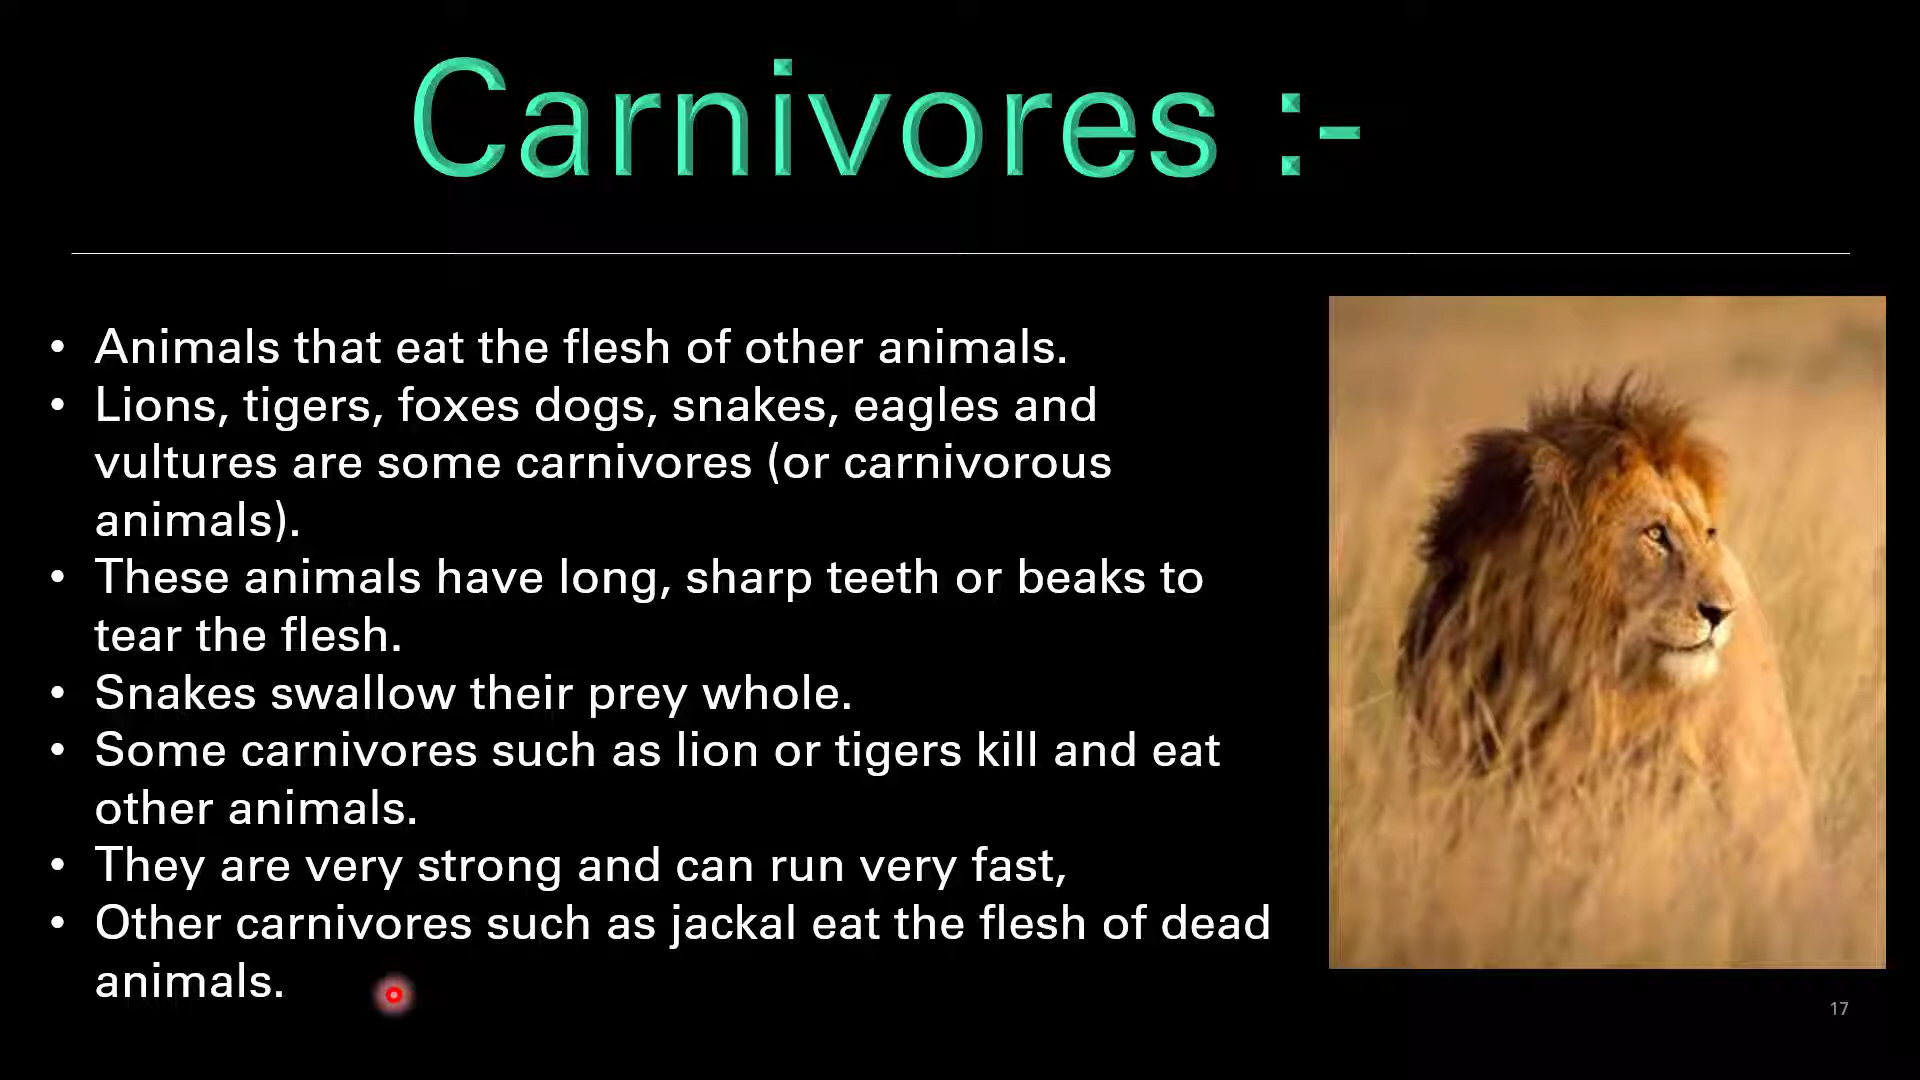 Carnivores :-
• Animals that eat the flesh of other animals.
• Lions, tigers, foxes dogs, snakes, eagles and
vultures are some carnivores (or carnivorous
animals).
• These animals have long, sharp teeth or beaks to
tear the flesh.
• Snakes swallow their prey whole.
• Some carnivores such as lion or tigers kill and eat
other animals.
• They are very strong and can run very fast,
• Other carnivores such as jackal eat the flesh of dead
animals.
17